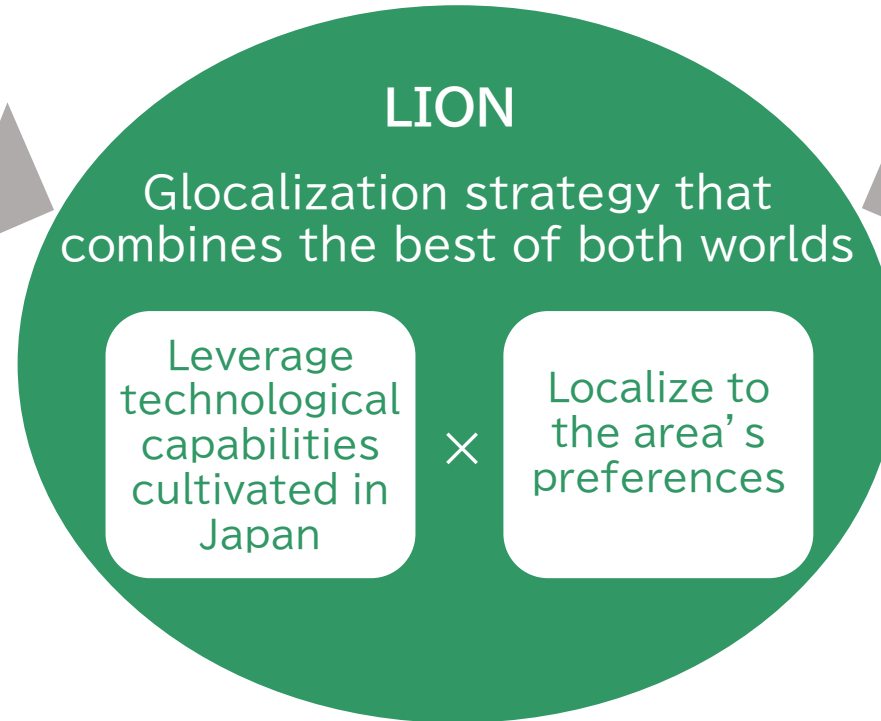 LION
Glocalization strategy that
combines the best of both worlds
Leverage
technological
capabilities
cultivated in
Japan
×
Localize to
the area’s
preferences